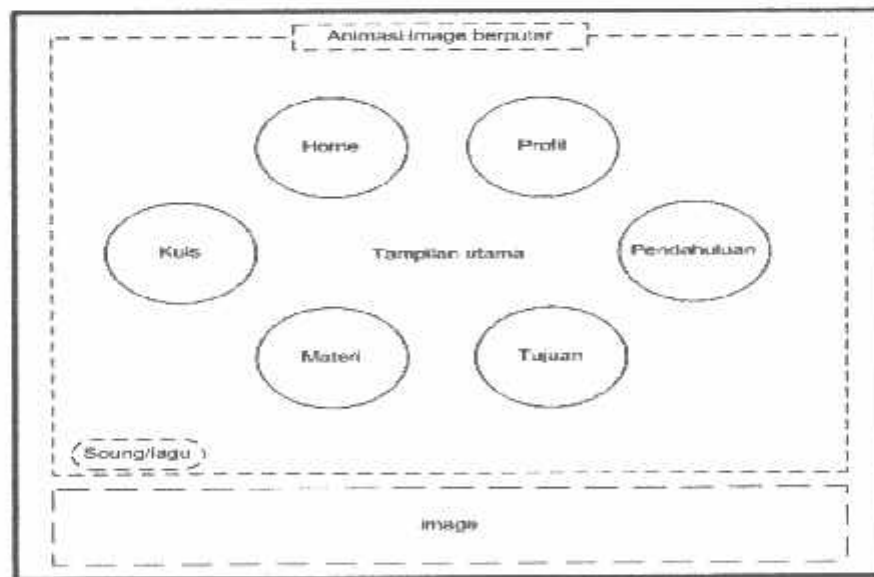 Animasi image berputar
Home
Profil
Kuis
Tampilan utama
Pendahuluan
Materi
Tujuan
Soung/lagu
image